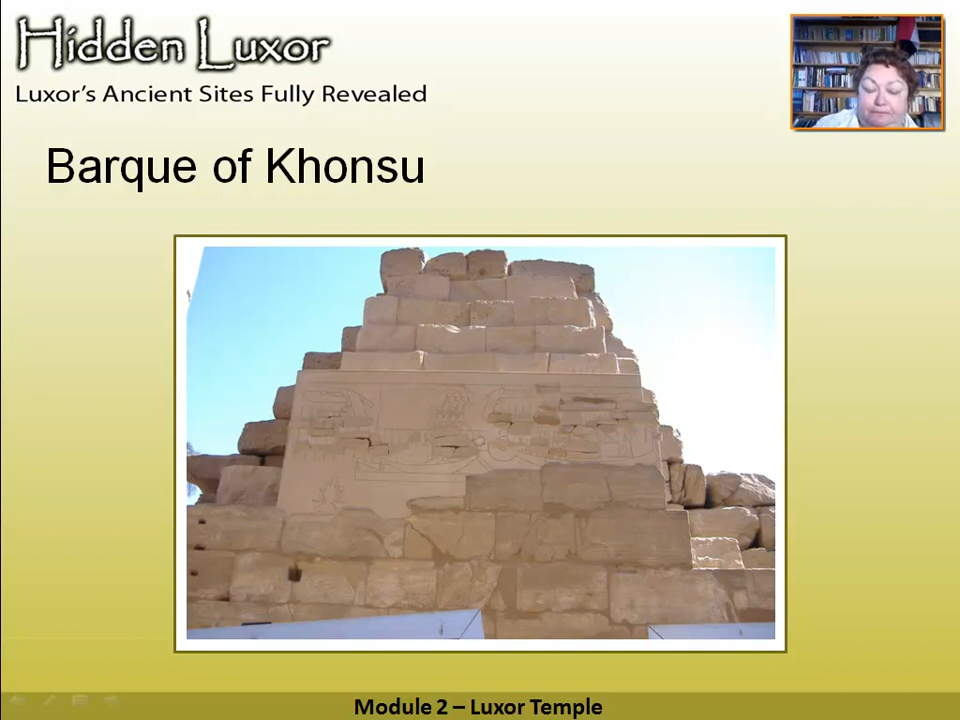 Hidden Luxor
Luxor's Ancient Sites Fully Revealed
Barque of Khonsu
Module 2 – Luxor Temple